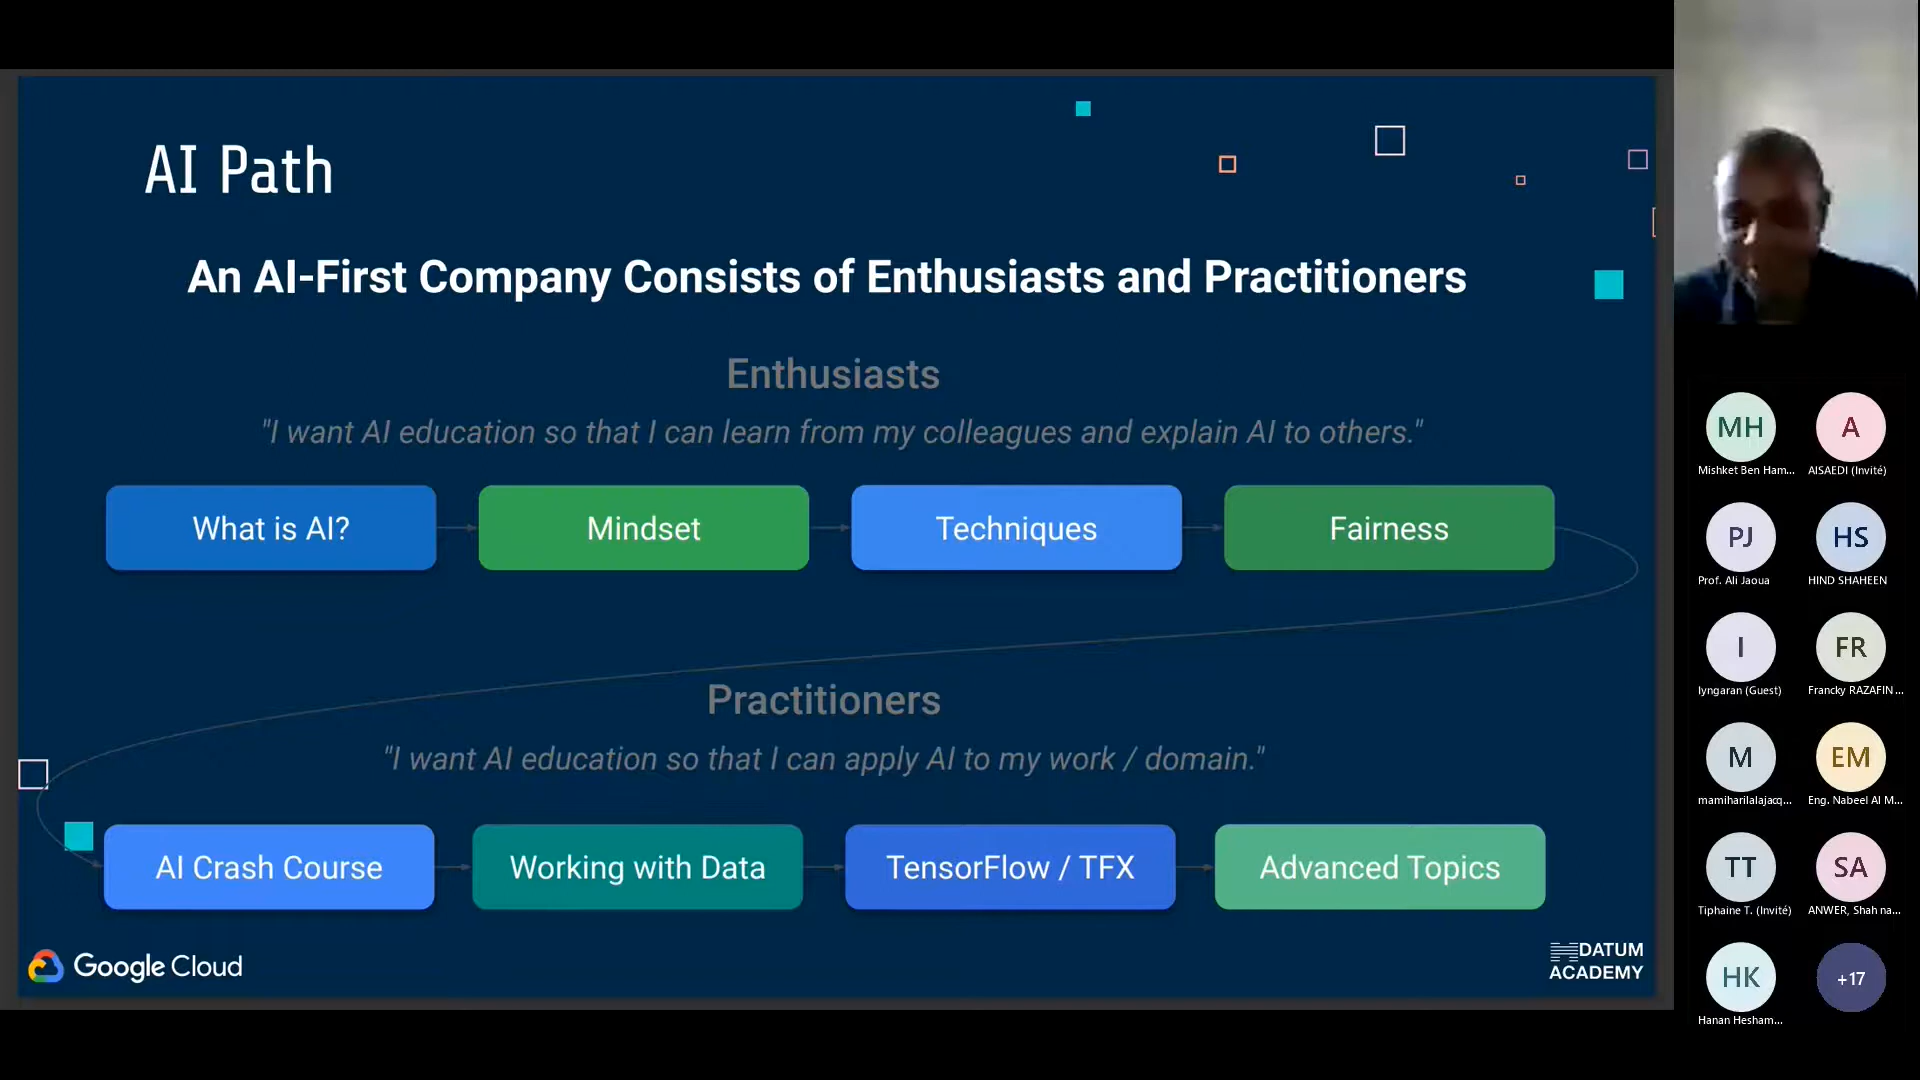 AI Path
An AI-First Company Consists of Enthusiasts and Practitioners
Enthusiasts
"I want AI education so that I can learn from my colleagues and explain AI to others."
What is AI?
Mindset
Techniques
Fairness
Practitioners
"I want AI education so that I can apply AI to my work / domain."
AI Crash Course
Working with Data
TensorFlow / TFX
Advanced Topics
Google Cloud
DATUM
ACADEMY
MH
Mishket Ben Ham...
A
AISAEDI (Invité)
PJ
Prof. Ali Jaoua
HS
HIND SHAHEEN
I
Iyngaran (Guest)
FR
Francky RAZAFIN...
M
mamiharilalajacq...
EM
Eng. Nabeel Al M...
TT
Tiphaine T. (Invité)
SA
ANWER, Shah na...
HK
Hanan Hesham...
+17